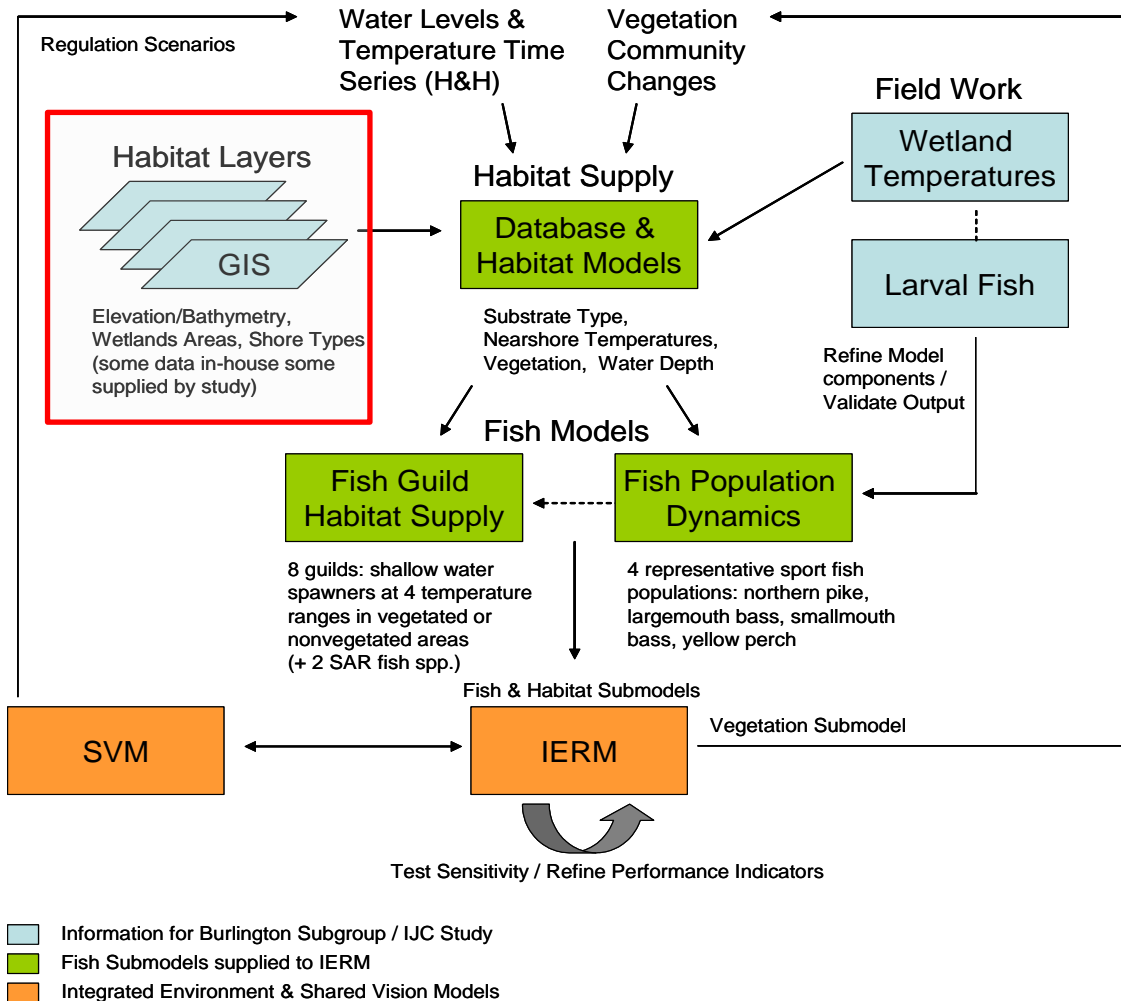 Regulation Scenarios
Water Levels &
Temperature Time
Series (H&H)
Vegetation
Community
Changes
Field Work
Wetland
Temperatures
Larval Fish
Refine Model
components /
Validate Output
Habitat Layers
GIS
Elevation/Bathymetry,
Wetlands Areas, Shore Types
(some data in-house some
supplied by study)
Habitat Supply
Database &
Habitat Models
Substrate Type,
Nearshore Temperatures,
Vegetation, Water Depth
Fish Models
Fish Guild
Habitat Supply
Fish Population
Dynamics
8 guilds: shallow water
spawners at 4 temperature
ranges in vegetated or
nonvegetated areas
(+ 2 SAR fish spp.)
4 representative sport fish
populations: northern pike,
largemouth bass, smallmouth
bass, yellow perch
Fish & Habitat Submodels
SVM
IERM
Vegetation Submodel
Test Sensitivity / Refine Performance Indicators
Information for Burlington Subgroup / IJC Study
Fish Submodels supplied to IERM
Integrated Environment & Shared Vision Models